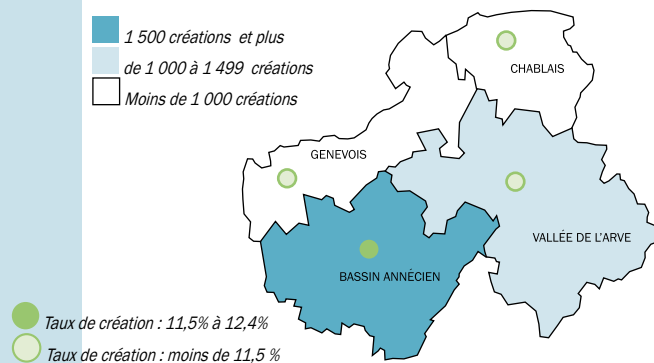 1 500 créations et plus
de 1 000 à 1 499 créations
Moins de 1 000 créations
CHABLAIS
GENEVOIS
VALLÉE DE L'ARVE
BASSIN ANNÉCIEN
Taux de création : 11,5% à 12,4%
Taux de création : moins de 11,5 %